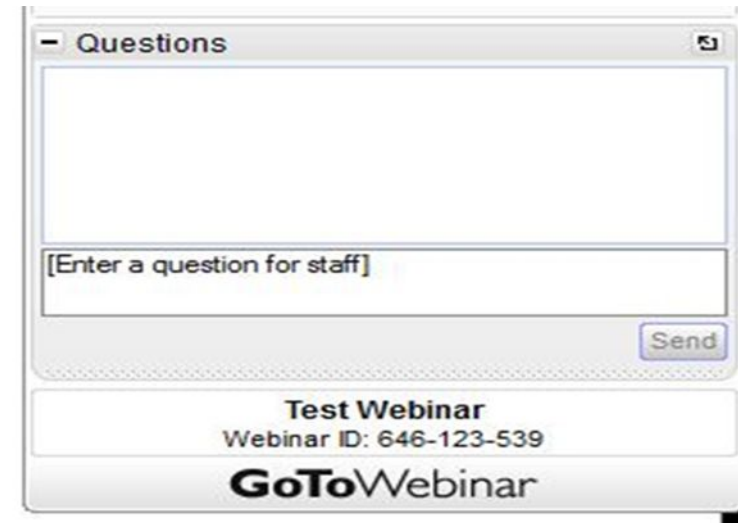 Questions
[Enter a question for staff]
Send
Test Webinar
Webinar ID: 646-123-539
GoToWebinar